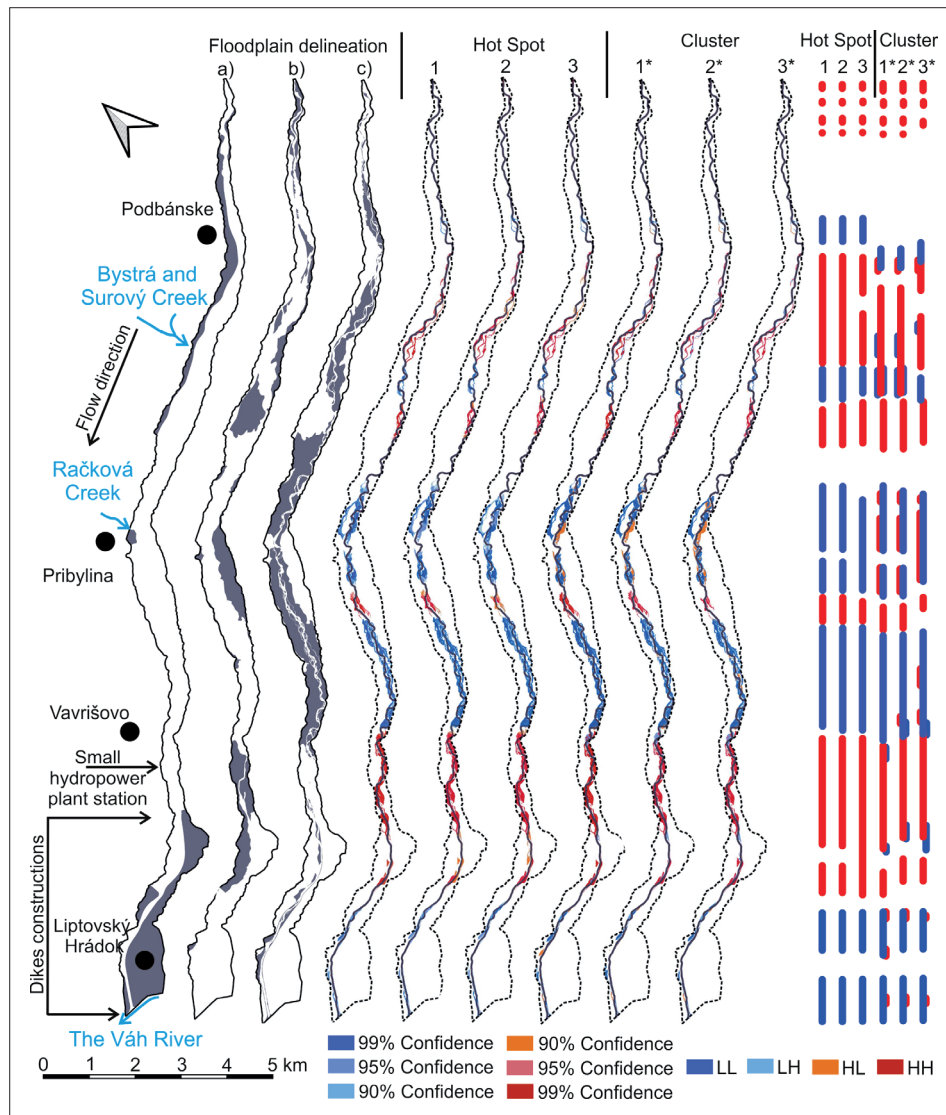 Floodplain delineation
Hot Spot
Cluster
Hot Spot
Cluster
a)
b)
c)
1
2
3
1*
2*
3*
1
2
3
1*
2*
3*
Podbánske
Bystrá and
Surový Creek
Flow direction
Račková
Creek
Pribylina
Vavrišovo
Small
hydropower
plant station
Dikes constructions
Liptovský
Hrádok
The Váh River
0 1 2 3 4 5 km
99% Confidence
95% Confidence
90% Confidence
90% Confidence
95% Confidence
99% Confidence
LL
LH
HL
HH